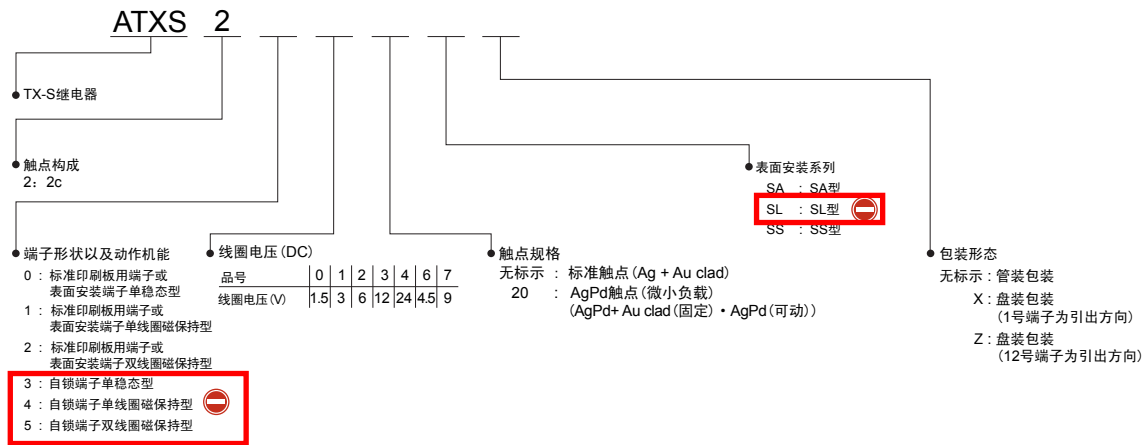 ATXS 2
TX-S继电器
触点构成
2：2c
表面安装系列
SA : SA型
SL : SL型
SS : SS型
端子形状以及动作机能
0 : 标准印刷板用端子或
表面安装端子单稳态型
1 : 标准印刷板用端子或
表面安装端子单线圈磁保持型
2 : 标准印刷板用端子或
表面安装端子双线圈磁保持型
3 : 自锁端子单稳态型
4 : 自锁端子单线圈磁保持型
5 : 自锁端子双线圈磁保持型
线圈电压(DC)
品号 0 1 2 3 4 6 7
线圈电压(V) 1.5 3 6 12 24 4.5 9
触点规格
无标示 : 标准触点(Ag + Au clad)
20 : AgPd触点(微小负载)
(AgPd+ Au clad(固定)・AgPd(可动))
包装形态
无标示 : 管装包装
X : 盘装包装
(1号端子为引出方向)
Z : 盘装包装
(12号端子为引出方向)